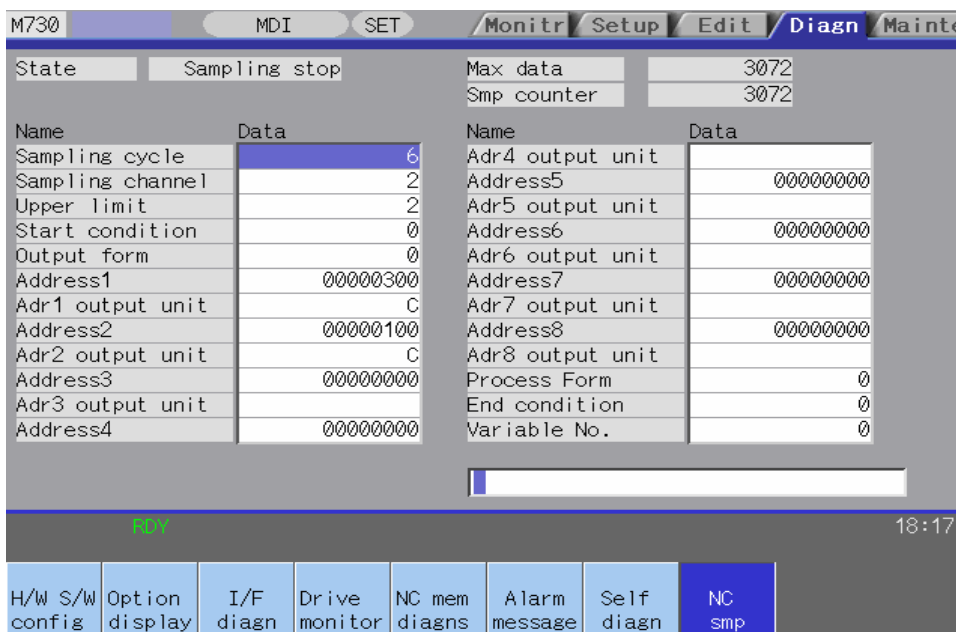 M730 MDI SET Monitr Setup Edit Diagn Mainte
State Sampling stop
Max data 3072
Smp counter 3072
Name Data
Sampling cycle 6
Sampling channel 2
Upper limit 2
Start condition 0
Output form 0
Address1 00000300
Adr1 output unit C
Address2 00000100
Adr2 output unit C
Address3 00000000
Adr3 output unit
Address4 00000000
Name Data
Adr4 output unit
Address5 00000000
Adr5 output unit
Address6 00000000
Adr6 output unit
Address7 00000000
Adr7 output unit
Address8 00000000
Adr8 output unit
Process Form 0
End condition 0
Variable No. 0
RDY 18:17
H/W S/W config
Option display
I/F diagn
Drive monitor
NC mem diagns
Alarm message
Self diagn
NC smp